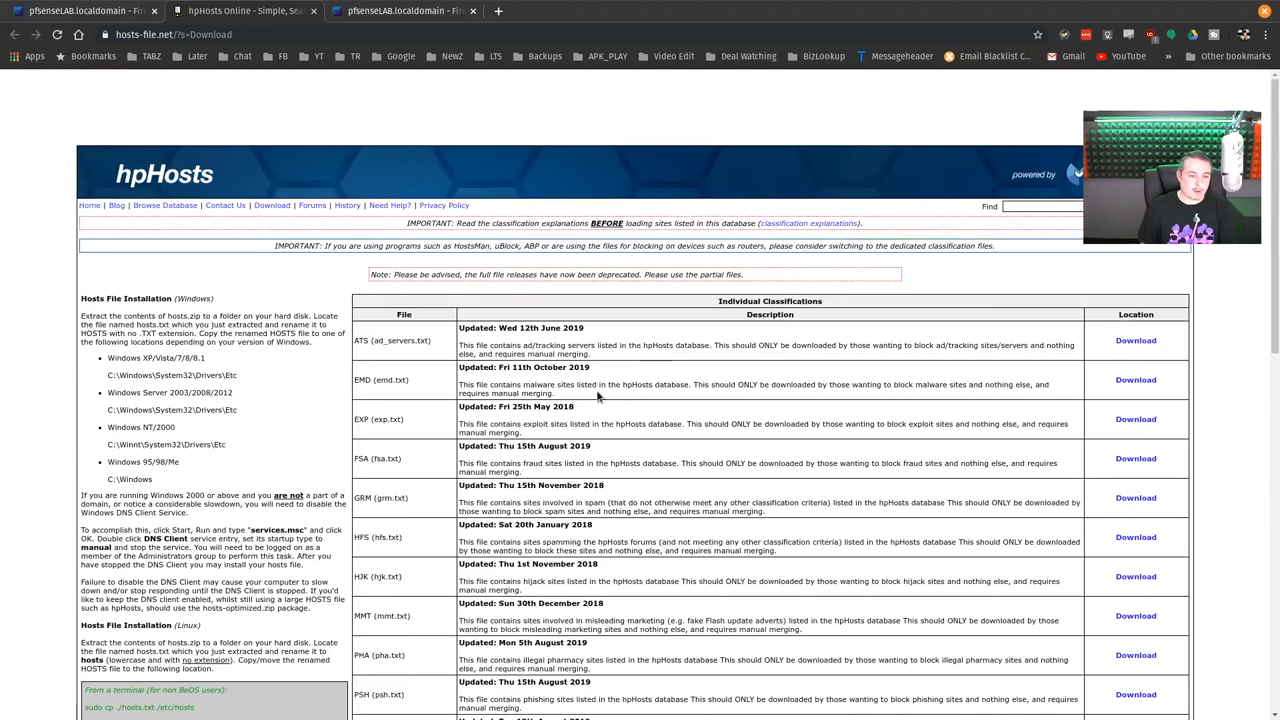 pfsenseLAB.localdomain - Fir
hpHosts Online - Simple, Sea
pfsenseLAB.localdomain - Fir
hosts-file.net/?s=Download
Apps
Bookmarks
TABZ
Later
Chat
FB
YT
TR
Google
NewZ
LTS
Backups
APK_PLAY
Video Edit
Deal Watching
BizLookup
Messageheader
Email Blacklist C...
YouTube
Gmail
»
Other bookmarks
hpHosts
powered by
Home | Blog | Browse Database | Contact Us | Download | Forums | History | Need Help? | Privacy Policy
Find
IMPORTANT: Read the classification explanations BEFORE loading sites listed in this database (classification explanations).
IMPORTANT: If you are using programs such as HostsMan, uBlock, ABP or are using the files for blocking on devices such as routers, please consider switching to the dedicated classification files.
Note: Please be advised, the full file releases have now been deprecated. Please use the partial files.
Hosts File Installation (Windows)
Extract the contents of hosts.zip to a folder on your hard disk. Locate
the file named hosts.txt which you just extracted and rename it to
HOSTS with no .TXT extension. Copy the renamed HOSTS file to one of
the following locations depending on your version of Windows.
• Windows XP/Vista/7/8/8.1
C:\Windows\System32\Drivers\Etc
• Windows Server 2003/2008/2012
C:\Windows\System32\Drivers\Etc
• Windows NT/2000
C:\Winnt\System32\Drivers\Etc
• Windows 95/98/Me
C:\Windows
If you are running Windows 2000 or above and you are not a part of a
domain, or notice a considerable slowdown, you will need to disable the
Windows DNS Client Service.
To accomplish this, click Start, Run and type "services.msc" and click
OK. Double click DNS Client service entry, set its startup type to
manual and stop the service. You will need to be logged on as a
member of the Administrators group to perform this task. After you
have stopped the DNS Client you may install your hosts file.
Failure to disable the DNS Client may cause your computer to slow
down and/or stop responding until the DNS Client is stopped. If you'd
like to keep the DNS client enabled, whilst still using a large HOSTS file
such as hpHosts, should use the hosts-optimized.zip package.
Hosts File Installation (Linux)
Extract the contents of hosts.zip to a folder on your hard disk. Locate
the file named hosts.txt which you just extracted and rename it to
hosts (lowercase and with no extension). Copy/move the renamed
HOSTS file to the following location.
From a terminal (for non BeOS users):
sudo cp ./hosts.txt /etc/hosts
Individual Classifications
File
Description
Location
ATS (ad_servers.txt)
Updated: Wed 12th June 2019
This file contains ad/tracking servers listed in the hpHosts database. This should ONLY be downloaded by those wanting to block ad/tracking sites/servers and nothing
else, and requires manual merging.
Download
EMD (emd.txt)
Updated: Fri 11th October 2019
This file contains malware sites listed in the hpHosts database. This should ONLY be downloaded by those wanting to block malware sites and nothing else, and
requires manual merging.
Download
EXP (exp.txt)
Updated: Fri 25th May 2018
This file contains exploit sites listed in the hpHosts database. This should ONLY be downloaded by those wanting to block exploit sites and nothing else, and requires
manual merging.
Download
FSA (fsa.txt)
Updated: Thu 15th August 2019
This file contains fraud sites listed in the hpHosts database. This should ONLY be downloaded by those wanting to block fraud sites and nothing else, and requires
manual merging.
Download
GRM (grm.txt)
Updated: Thu 15th November 2018
This file contains sites involved in spam (that do not otherwise meet any other classification criteria) listed in the hpHosts database This should ONLY be downloaded by
those wanting to block spam sites and nothing else, and requires manual merging.
Download
HFS (hfs.txt)
Updated: Sat 20th January 2018
This file contains sites spamming the hpHosts forums (and not meeting any other classification criteria) listed in the hpHosts database This should ONLY be downloaded
by those wanting to block these sites and nothing else, and requires manual merging.
Download
HJK (hjk.txt)
Updated: Thu 1st November 2018
This file contains hijack sites listed in the hpHosts database This should ONLY be downloaded by those wanting to block hijack sites and nothing else, and requires
manual merging.
Download
MMT (mmt.txt)
Updated: Sun 30th December 2018
This file contains sites involved in misleading marketing (e.g. fake Flash update adverts) listed in the hpHosts database This should ONLY be downloaded by those
wanting to block misleading marketing sites and nothing else, and requires manual merging.
Download
PHA (pha.txt)
Updated: Mon 5th August 2019
This file contains illegal pharmacy sites listed in the hpHosts database This should ONLY be downloaded by those wanting to block illegal pharmacy sites and nothing
else, and requires manual merging.
Download
PSH (psh.txt)
Updated: Thu 15th August 2019
This file contains phishing sites listed in the hpHosts database. This should ONLY be downloaded by those wanting to block phishing sites and nothing else, and requires
manual merging.
Download